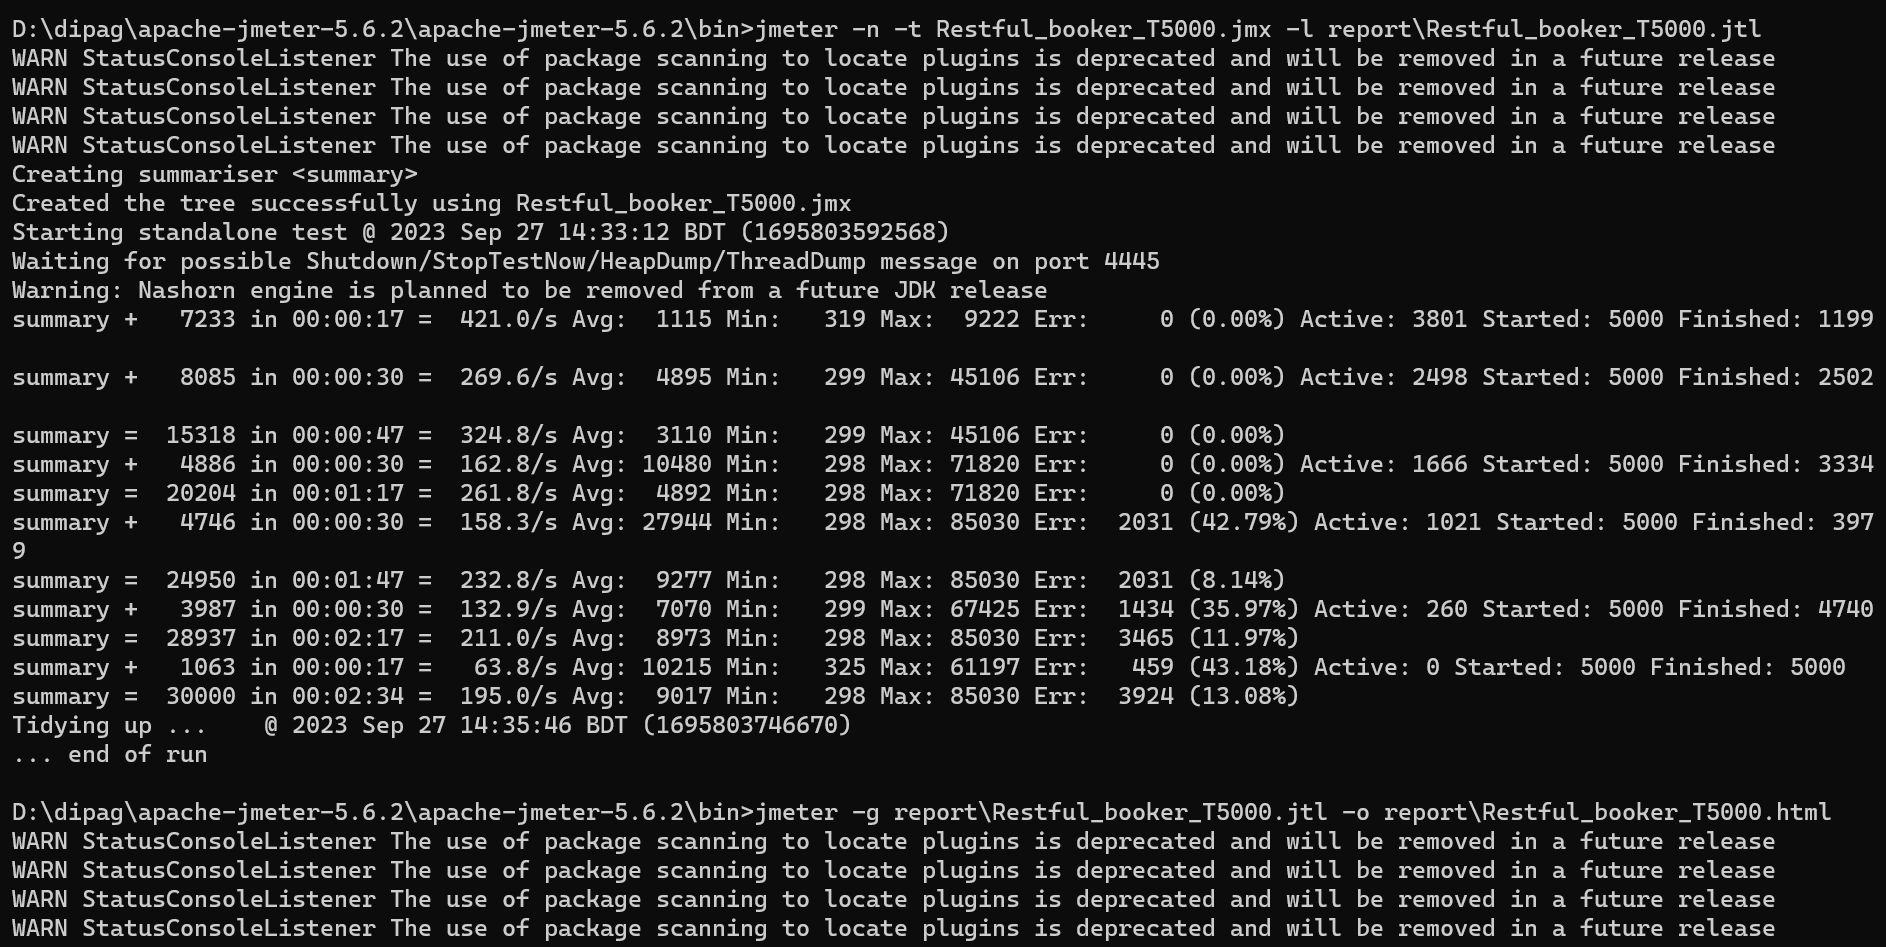 D:\dipag\apache-jmeter-5.6.2\apache-jmeter-5.6.2\bin>jmeter -n -t Restful_booker_T5000.jmx -l report\Restful_booker_T5000.jtl
WARN StatusConsoleListener The use of package scanning to locate plugins is deprecated and will be removed in a future release
WARN StatusConsoleListener The use of package scanning to locate plugins is deprecated and will be removed in a future release
WARN StatusConsoleListener The use of package scanning to locate plugins is deprecated and will be removed in a future release
WARN StatusConsoleListener The use of package scanning to locate plugins is deprecated and will be removed in a future release
Creating summariser <summary>
Created the tree successfully using Restful_booker_T5000.jmx
Starting standalone test @ 2023 Sep 27 14:33:12 BDT (1695803592568)
Waiting for possible Shutdown/StopTestNow/HeapDump/ThreadDump message on port 4445
Warning: Nashorn engine is planned to be removed from a future JDK release
summary +   7233 in 00:00:17 =  421.0/s Avg:  1115 Min:   319 Max:  9222 Err:     0 (0.00%) Active: 3801 Started: 5000 Finished: 1199
summary +   8085 in 00:00:30 =  269.6/s Avg:  4895 Min:   299 Max: 45106 Err:     0 (0.00%) Active: 2498 Started: 5000 Finished: 2502
summary =  15318 in 00:00:47 =  324.8/s Avg:  3110 Min:   299 Max: 45106 Err:     0 (0.00%)
summary +   4886 in 00:00:30 =  162.8/s Avg: 10480 Min:   298 Max: 71820 Err:     0 (0.00%) Active: 1666 Started: 5000 Finished: 3334
summary =  20204 in 00:01:17 =  261.8/s Avg:  4892 Min:   298 Max: 71820 Err:     0 (0.00%)
summary +   4746 in 00:00:30 =  158.3/s Avg: 27944 Min:   298 Max: 85030 Err:  2031 (42.79%) Active: 1021 Started: 5000 Finished: 397
9
summary =  24950 in 00:01:47 =  232.8/s Avg:  9277 Min:   298 Max: 85030 Err:  2031 (8.14%)
summary +   3987 in 00:00:30 =  132.9/s Avg:  7070 Min:   299 Max: 67425 Err:  1434 (35.97%) Active: 260 Started: 5000 Finished: 4740
summary =  28937 in 00:02:17 =  211.0/s Avg:  8973 Min:   298 Max: 85030 Err:  3465 (11.97%)
summary +   1063 in 00:00:17 =   63.8/s Avg: 10215 Min:   325 Max: 61197 Err:   459 (43.18%) Active: 0 Started: 5000 Finished: 5000
summary =  30000 in 00:02:34 =  195.0/s Avg:  9017 Min:   298 Max: 85030 Err:  3924 (13.08%)
Tidying up ...    @ 2023 Sep 27 14:35:46 BDT (1695803746670)
... end of run
D:\dipag\apache-jmeter-5.6.2\apache-jmeter-5.6.2\bin>jmeter -g report\Restful_booker_T5000.jtl -o report\Restful_booker_T5000.html
WARN StatusConsoleListener The use of package scanning to locate plugins is deprecated and will be removed in a future release
WARN StatusConsoleListener The use of package scanning to locate plugins is deprecated and will be removed in a future release
WARN StatusConsoleListener The use of package scanning to locate plugins is deprecated and will be removed in a future release
WARN StatusConsoleListener The use of package scanning to locate plugins is deprecated and will be removed in a future release